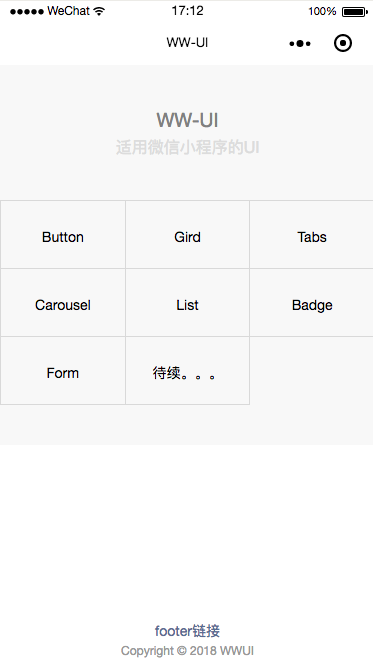 ●●●●● WeChat 17:12 100%
WW-UI
WW-UI
适用微信小程序的UI
Button Gird Tabs
Carousel List Badge
Form 待续。。。
footer链接
Copyright © 2018 WWUI